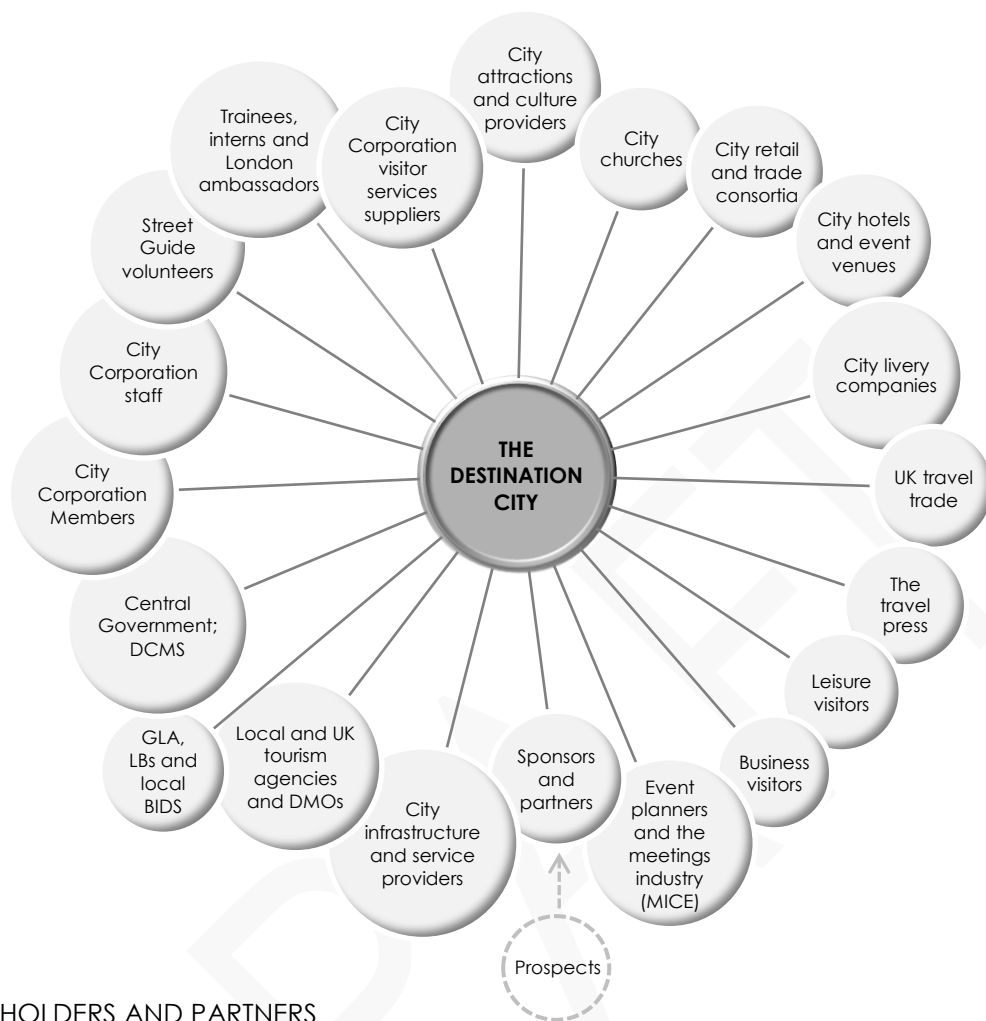 City
attractions
and culture
providers
City
churches
City retail
and trade
consortia
City hotels
and event
venues
City livery
companies
UK travel
trade
The
travel
press
Leisure
visitors
Business
visitors
Event
planners
and the
meetings
industry
(MICE)
Sponsors
and
partners
Prospects
City
infrastructure
and service
providers
Local and UK
tourism
agencies
and DMOs
GLA,
LBs and
local
BIDS
Central
Government;
DCMS
City
Corporation
Members
City
Corporation
staff
Street
Guide
volunteers
Trainees,
interns and
London
ambassadors
City
Corporation
visitor
services
suppliers
THE
DESTINATION
CITY
HOLDERS AND PARTNERS